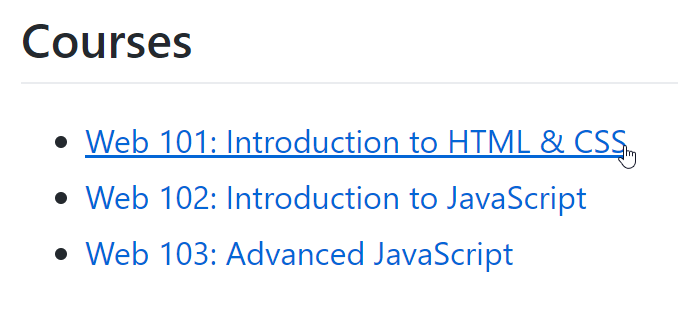 Courses
Web 101: Introduction to HTML & CSS
Web 102: Introduction to JavaScript
Web 103: Advanced JavaScript